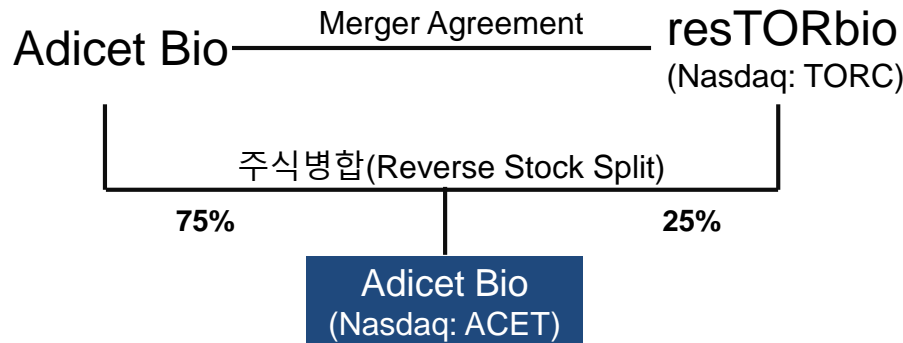 Adicet Bio
Merger Agreement
resTORbio
(Nasdaq: TORC)
주식병합(Reverse Stock Split)
75%
25%
Adicet Bio
(Nasdaq: ACET)